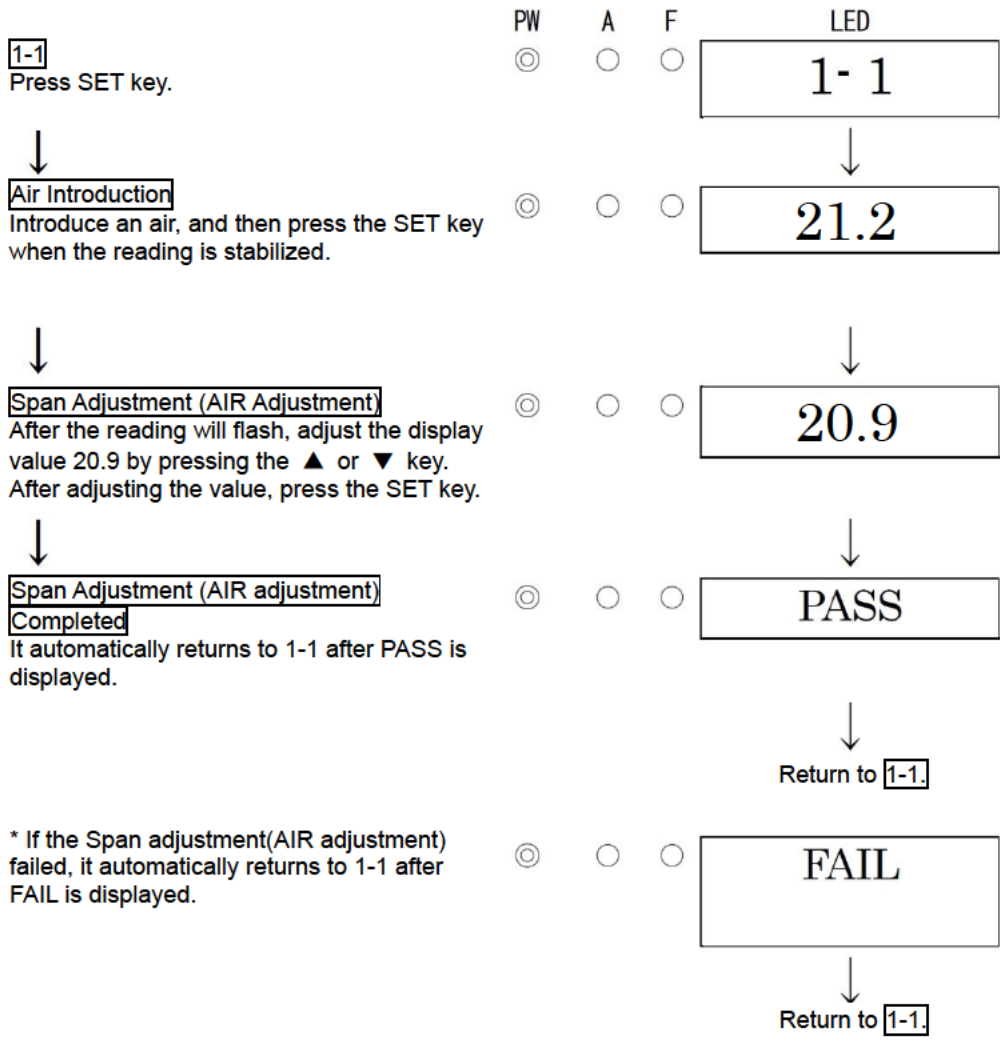 PW A F LED
1-1
Press SET key.
1- 1
Air Introduction
Introduce an air, and then press the SET key
when the reading is stabilized.
21.2
Span Adjustment (AIR Adjustment)
After the reading will flash, adjust the display
value 20.9 by pressing the ▲ or ▼ key.
After adjusting the value, press the SET key.
20.9
Span Adjustment (AIR adjustment)
Completed
It automatically returns to 1-1 after PASS is
displayed.
PASS
Return to 1-1.
* If the Span adjustment(AIR adjustment)
failed, it automatically returns to 1-1 after
FAIL is displayed.
FAIL
Return to 1-1.